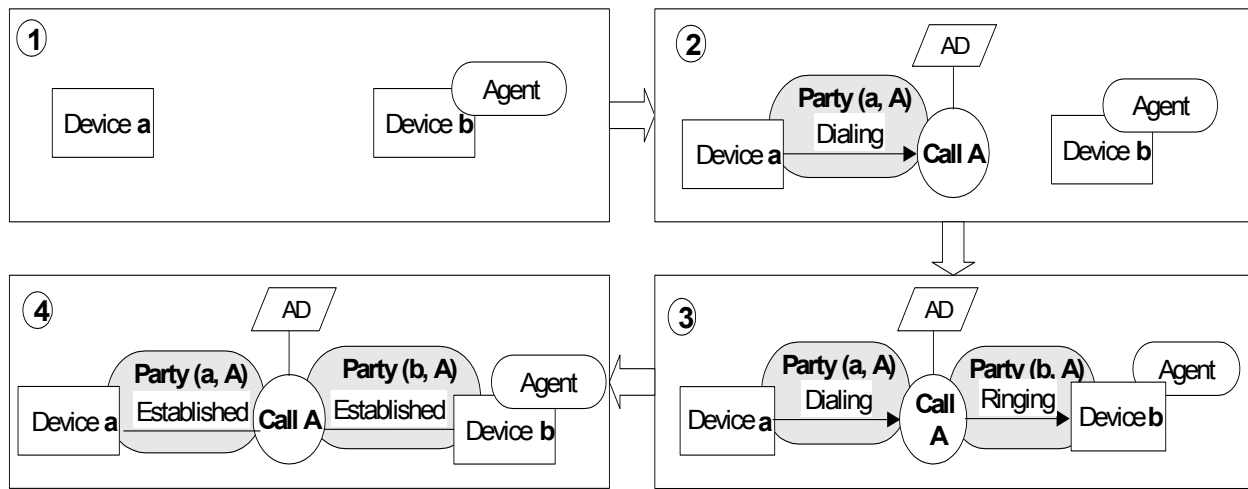 1
Device a
Agent
Device b
2
AD
Party (a, A)
Dialing
Device a
Call A
Agent
Device b
4
AD
Party (a, A)
Established
Device a
Call A
Party (b, A)
Established
Agent
Device b
3
AD
Party (a, A)
Dialing
Device a
Call
A
Party (b, A)
Ringing
Agent
Device b